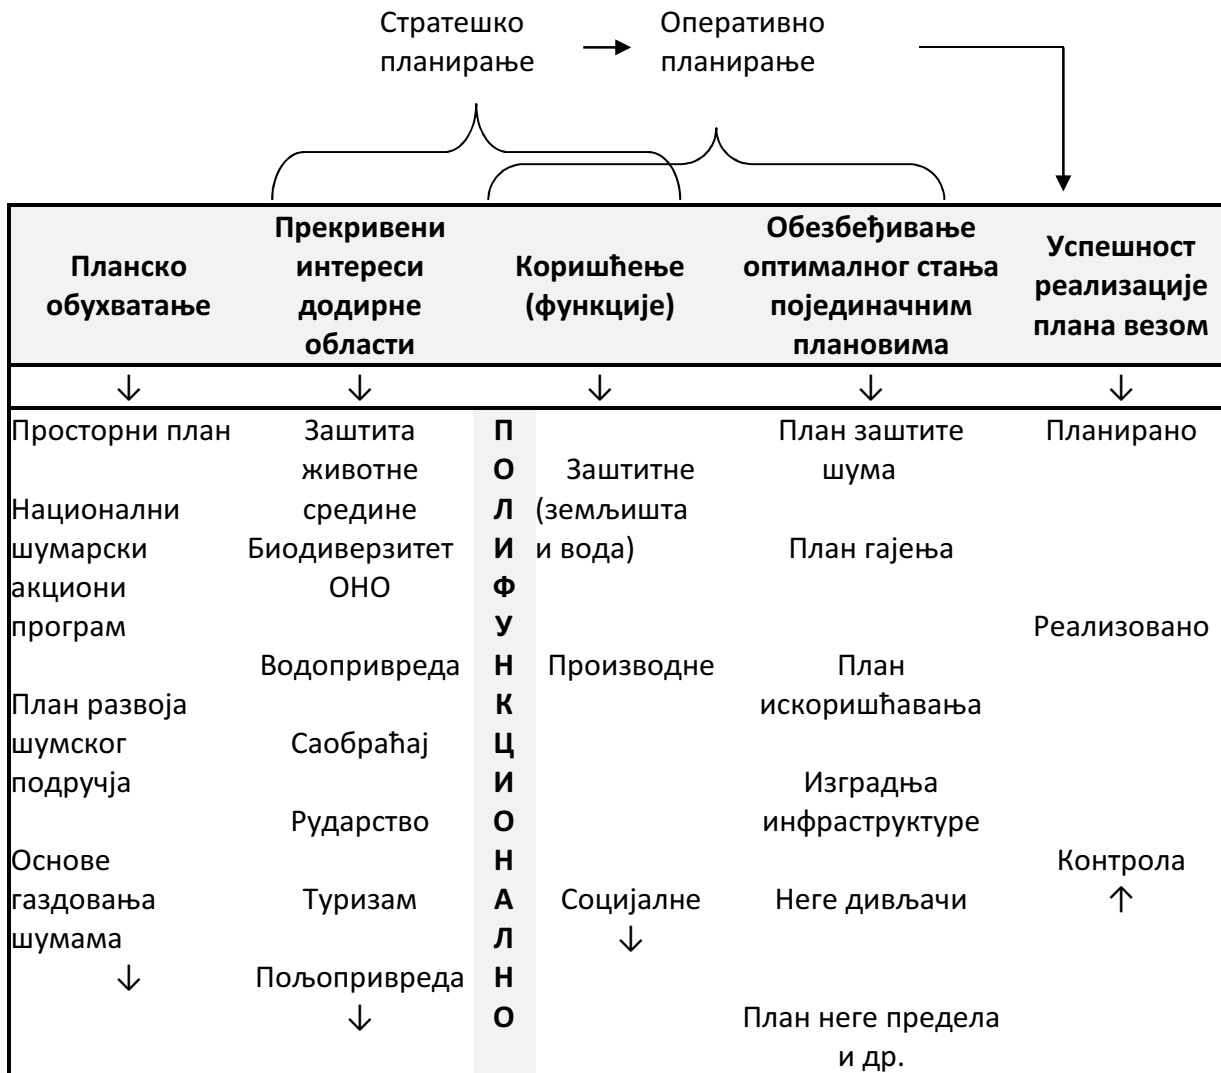 Стратешко
планирање
Оперативно
планирање
Планско
обухватање
Прекривени
интереси
додирне
области
Коришћење
(функције)
Обезбеђивање
оптималног стања
појединачним
плановима
Успешност
реализације
плана везом
↓ ↓ ↓ ↓ ↓
Просторни план
Национални
шумарски
акциони
програм
План развоја
шумског
подручја
Основе
газдовања
шумама
↓
Заштита
животне
средине
Биодиверзитет
ОНО
Водопривреда
Саобраћај
Рударство
Туризам
Пољопривреда
↓
П
О
Л
И
Ф
У
Н
К
Ц
И
О
Н
А
Л
Н
О
Заштитне
(земљишта
и вода)
Производне
Социјалне
↓
План заштите
шума
План гајења
План
искоришћавања
Изградња
инфраструктуре
Неге дивљачи
План неге предела
и др.
Планирано
Реализовано
Контрола
↑